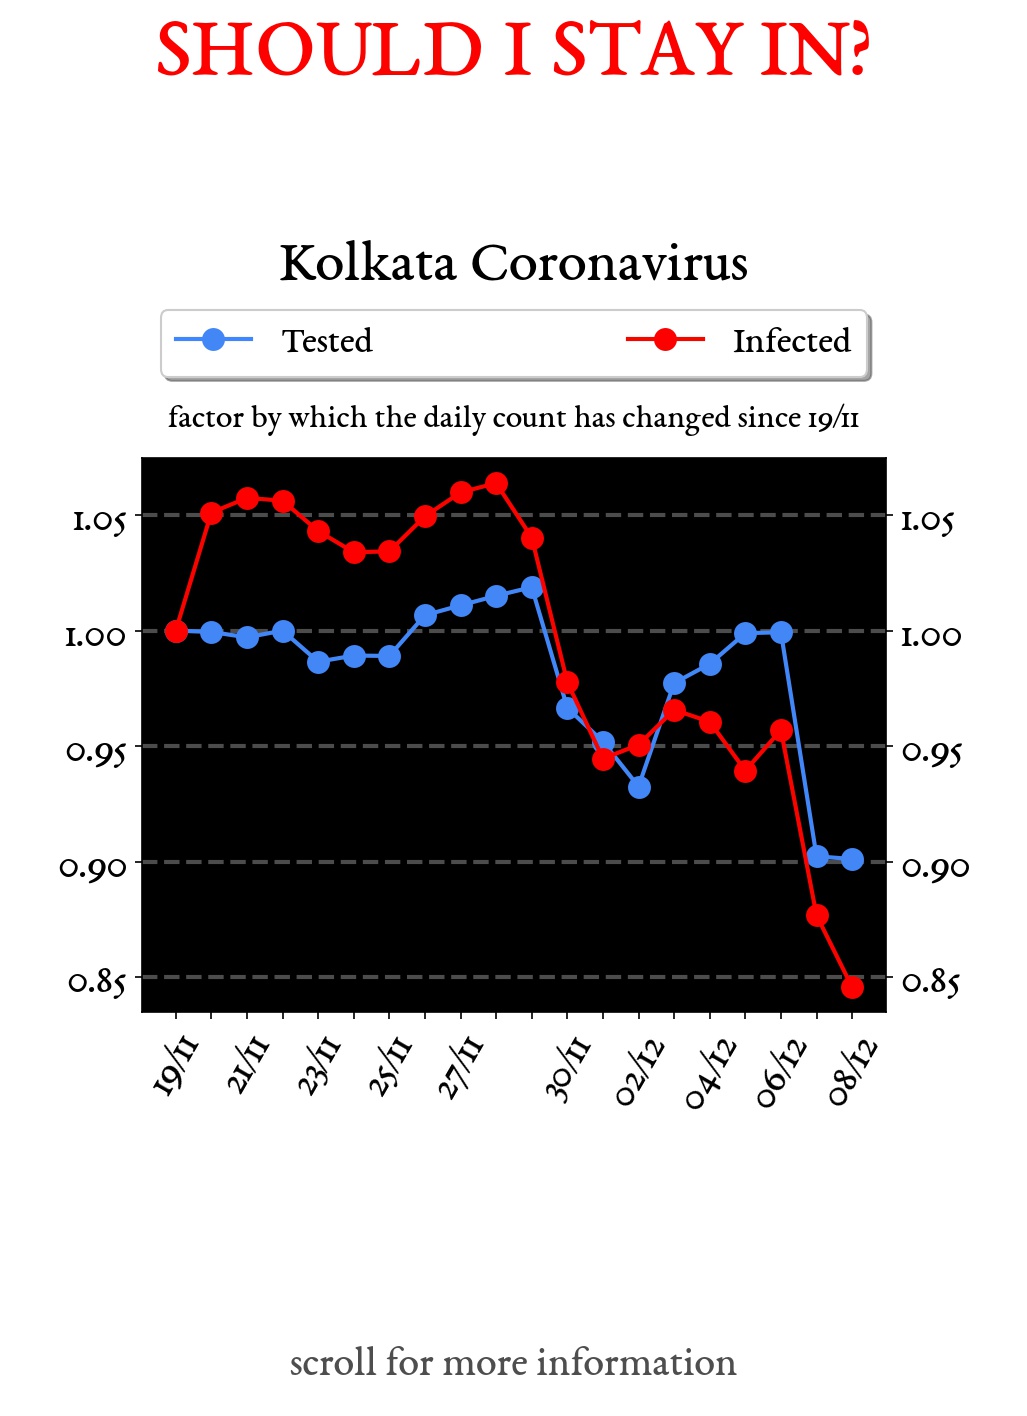 SHOULD I STAY IN?
Kolkata Coronavirus
Tested Infected
factor by which the daily count has changed since 19/11
1.05 1.05
1.00 1.00
0.95 0.95
0.90 0.90
0.85 0.85
19/11 21/11 23/11 25/11 27/11 30/11 02/12 04/12 06/12 08/12
scroll for more information